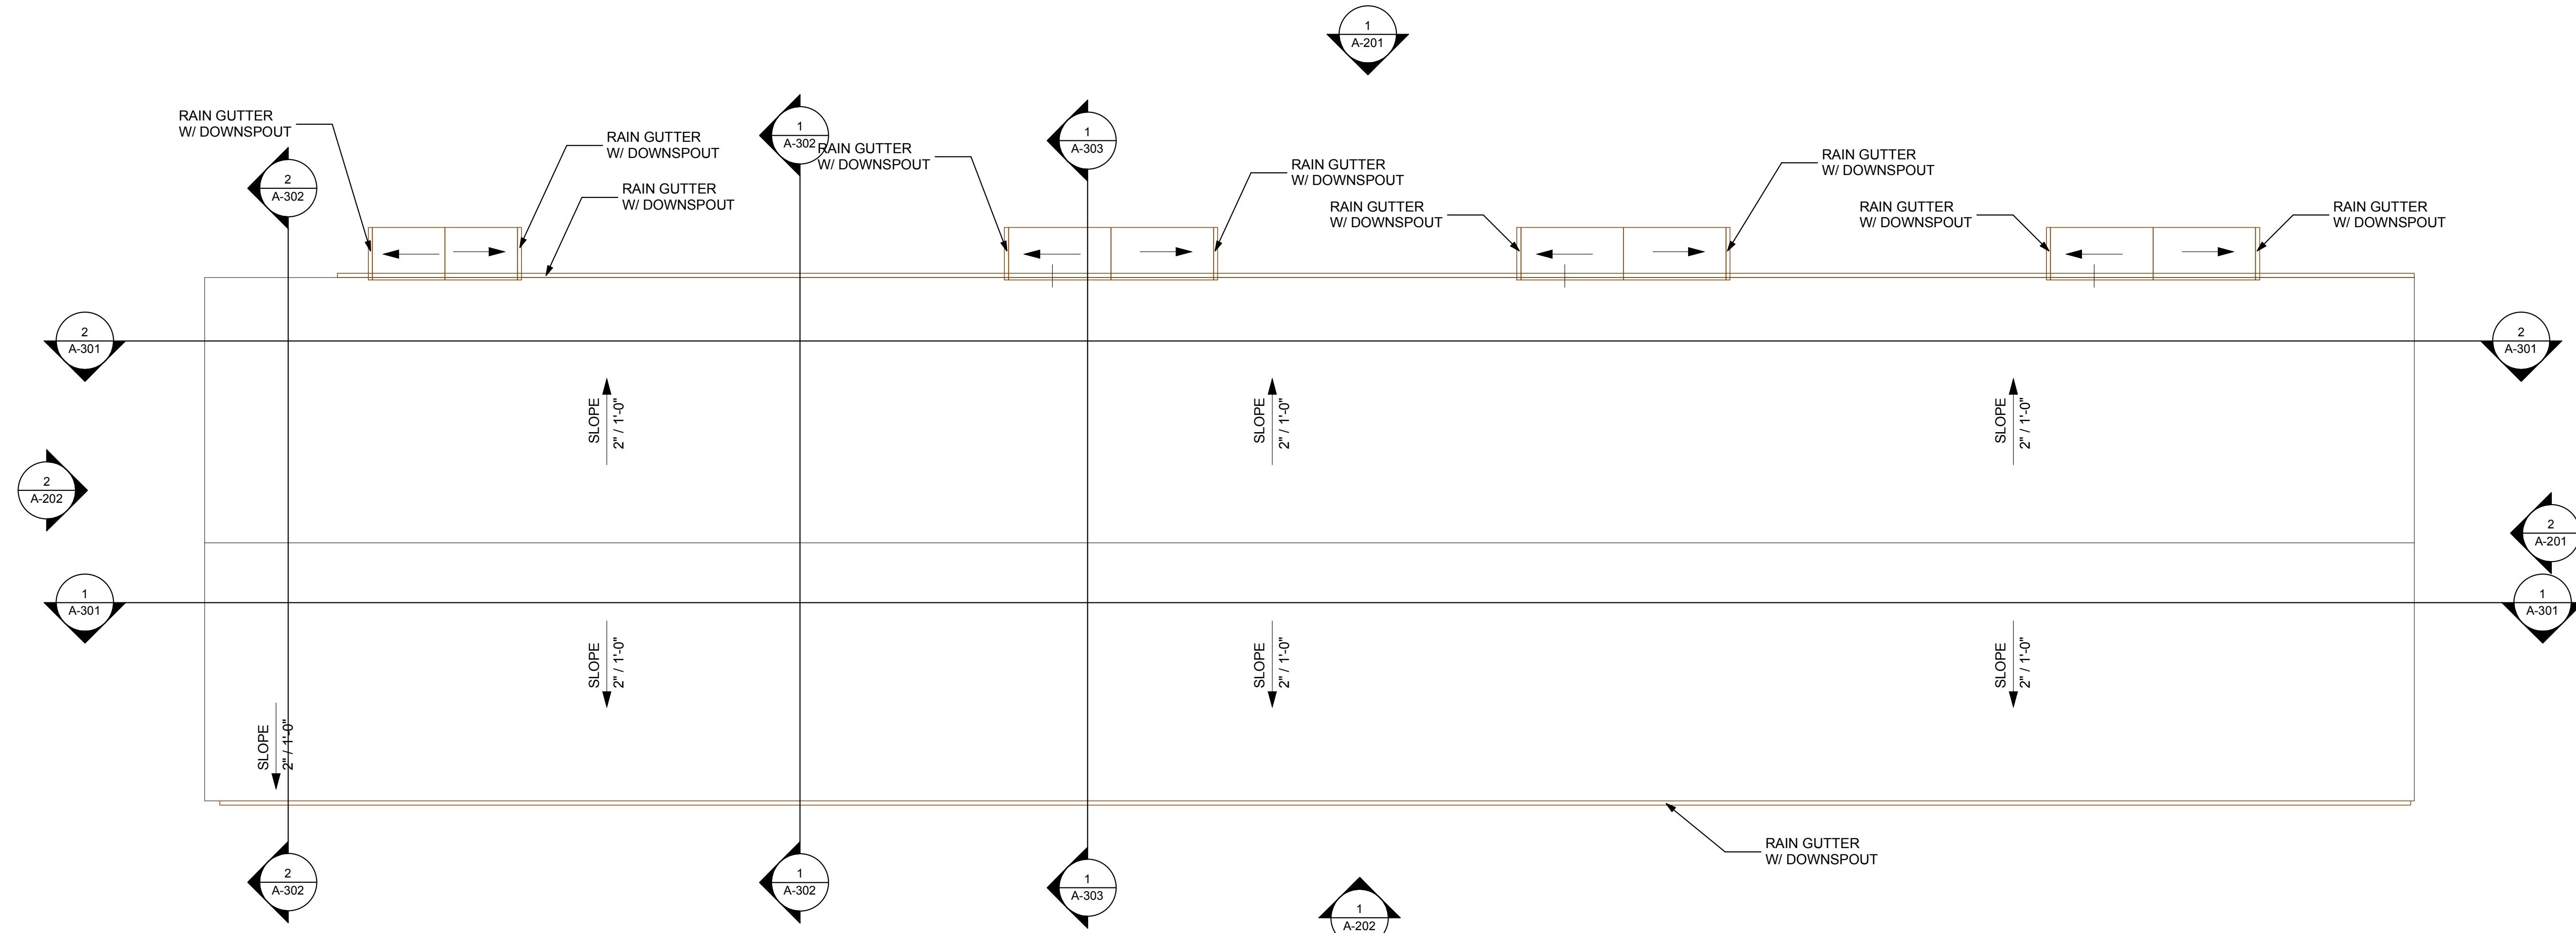 1
A-201
RAIN GUTTER
W/ DOWNSPOUT
1
A-302
1
A-303
RAIN GUTTER
W/ DOWNSPOUT
RAIN GUTTER
W/ DOWNSPOUT
RAIN GUTTER
W/ DOWNSPOUT
RAIN GUTTER
W/ DOWNSPOUT
2
A-302
RAIN GUTTER
W/ DOWNSPOUT
RAIN GUTTER
W/ DOWNSPOUT
RAIN GUTTER
W/ DOWNSPOUT
RAIN GUTTER
W/ DOWNSPOUT
2
A-301
2
A-301
SLOPE
2" / 1'-0"
SLOPE
2" / 1'-0"
SLOPE
2" / 1'-0"
2
A-202
2
A-201
1
A-301
1
A-301
SLOPE
2" / 1'-0"
SLOPE
2" / 1'-0"
SLOPE
2" / 1'-0"
SLOPE
2" / 1'-0"
RAIN GUTTER
W/ DOWNSPOUT
2
A-302
1
A-302
1
A-303
1
A-202